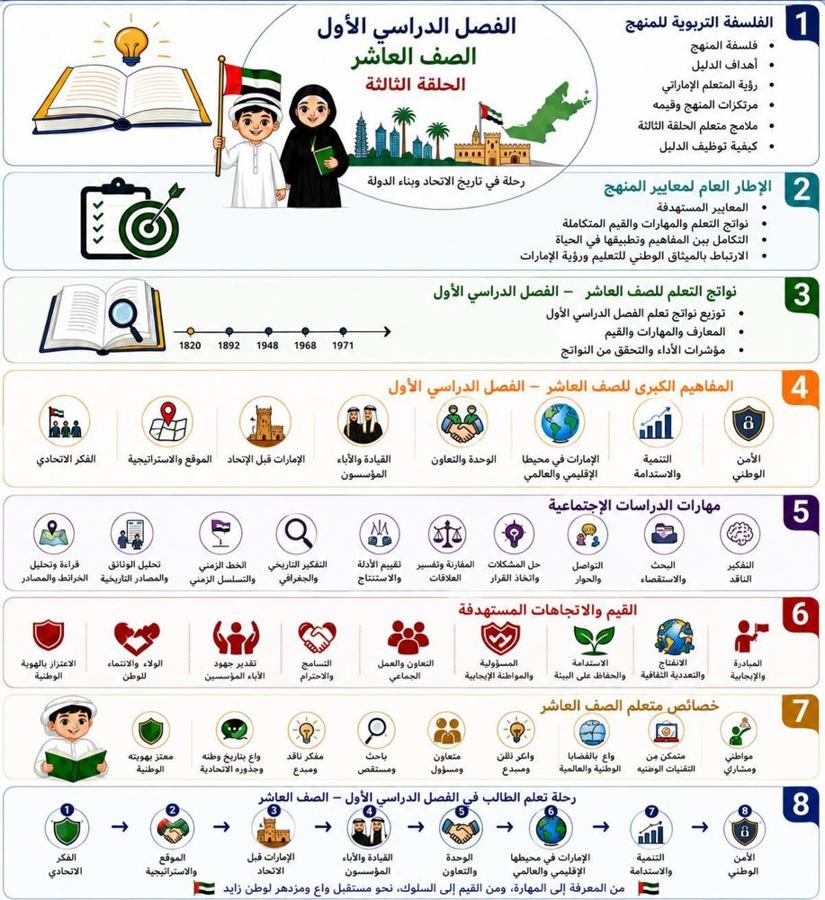 1
الفلسفة التربوية للمنهج
• فلسفة المنهج
• أهداف الدليل
• رؤية المتعلم الإماراتي
• مرتكزات المنهج وقيمه
• ملامح متعلم الحلقة الثالثة
• كيفية توظيف الدليل
الفصل الدراسي الأول
الصف العاشر
الحلقة الثالثة
رحلة في تاريخ الاتحاد وبناء الدولة
2
الإطار العام لمعايير المنهج
• المعايير المستهدفة
• نواتج التعلم والمهارات والقيم المتكاملة
• التكامل بين المفاهيم وتطبيقها في الحياة
• الارتباط بالميثاق الوطني للتعليم ورؤية الإمارات
3
نواتج التعلم للصف العاشر – الفصل الدراسي الأول
• توزيع نواتج تعلم الفصل الدراسي الأول
• المعارف والمهارات والقيم
• مؤشرات الأداء والتحقق من النواتج
1820 1892 1948 1968 1971
4
المفاهيم الكبرى للصف العاشر – الفصل الدراسي الأول
الأمن
الوطني
التنمية
والاستدامة
الإمارات في محيطا
الإقليمي والعالمي
الوحدة والتعاون
القيادة والأباء
المؤسسون
الإمارات قبل الإتحاد
الموقع والاستراتيجية
الفكر الاتحادي
5
مهارات الدراسات الإجتماعية
التفكير
الناقد
البحث
والاستقصاء
التواصل
والحوار
حل المشكلات
واتخاذ القرار
المقارنة وتفسير
العلاقات
تقييم الأدلة
والاستنتاج
التفكير التاريخي
والجغرافي
الخط الزمني
والتسلسل الزمني
تحليل الوثائق
والمصادر التاريخية
قراءة وتحليل
الخرائط والمصادر
6
القيم والاتجاهات المستهدفة
المبادرة
والإيجابية
الانفتاح
والتعددية الثقافية
الاستدامة
والحفاظ على البيئة
المسؤولية
والمواطنة الإيجابية
التعاون والعمل
الجماعي
التسامح
والاحترام
تقدير جهود
الأباء المؤسسين
الولاء والانتماء
للوطن
الاعتزاز بالهوية
الوطنية
7
خصائص متعلم الصف العاشر
مواطني
ومشاركي
متمكن من
التقنيات الوطنيه
واع بالفضايا
الوطنية والعالمية
ومبدع
متعاون
ومسؤول
باحث
ومستقص
مفكر ناقد
ومبدع
واع بتاريخ وطنه
وجذوره الاتحادية
معتز بهويته
الوطنية
8
رحلة تعلم الطالب في الفصل الدراسي الأول – الصف العاشر
1
الفكر
الاتحادي
2
الموقع
والاستراتيجية
3
الإمارات قبل
الاتحاد
4
القيادة والأباء
المؤسسون
5
الوحدة
والتعاون
6
الإمارات في محيطها
الإقليمي والعالمي
7
التنمية
والاستدامة
8
الأمن
الوطني
من المعرفة إلى المهارة، ومن القيم إلى السلوك، نحو مستقبل واع ومزدهر لوطن زايد